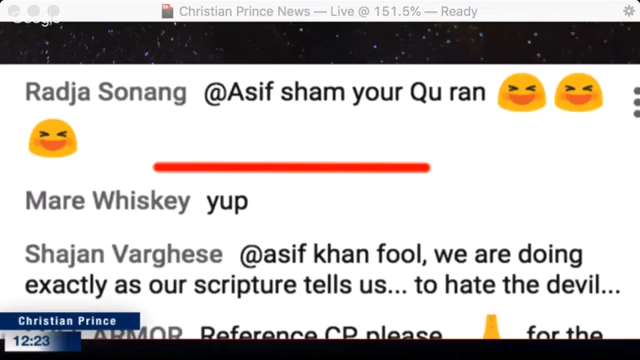 Christian Prince News — Live @ 151.5% — Ready
Google
Radja Sonang @Asif sham your Qu ran 😆😆
😆
Mare Whiskey yup
Shajan Varghese @asif khan fool, we are doing
exactly as our scripture tells us... to hate the devil...
ARMOR Reference CP please 🙏 for the
Christian Prince
12:23